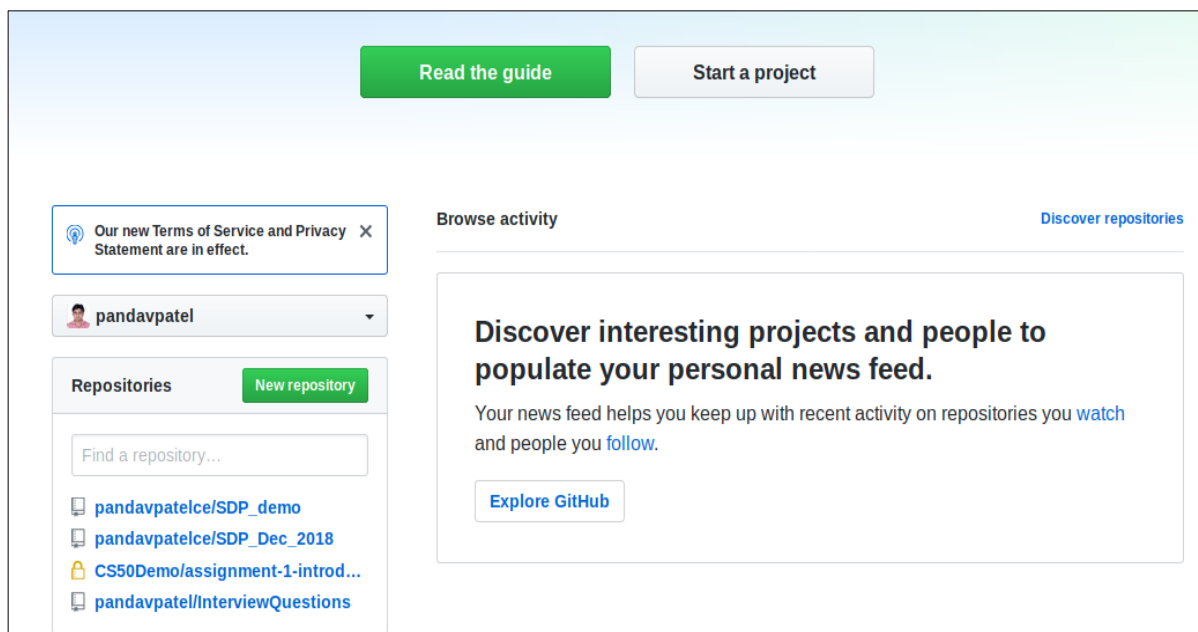 Read the guide
Start a project
Our new Terms of Service and Privacy
Statement are in effect.
pandavpatel
Repositories
New repository
Find a repository…
pandavpatelce/SDP_demo
pandavpatelce/SDP_Dec_2018
CS50Demo/assignment-1-introd…
pandavpatel/InterviewQuestions
Browse activity
Discover repositories
Discover interesting projects and people to
populate your personal news feed.
Your news feed helps you keep up with recent activity on repositories you watch
and people you follow.
Explore GitHub